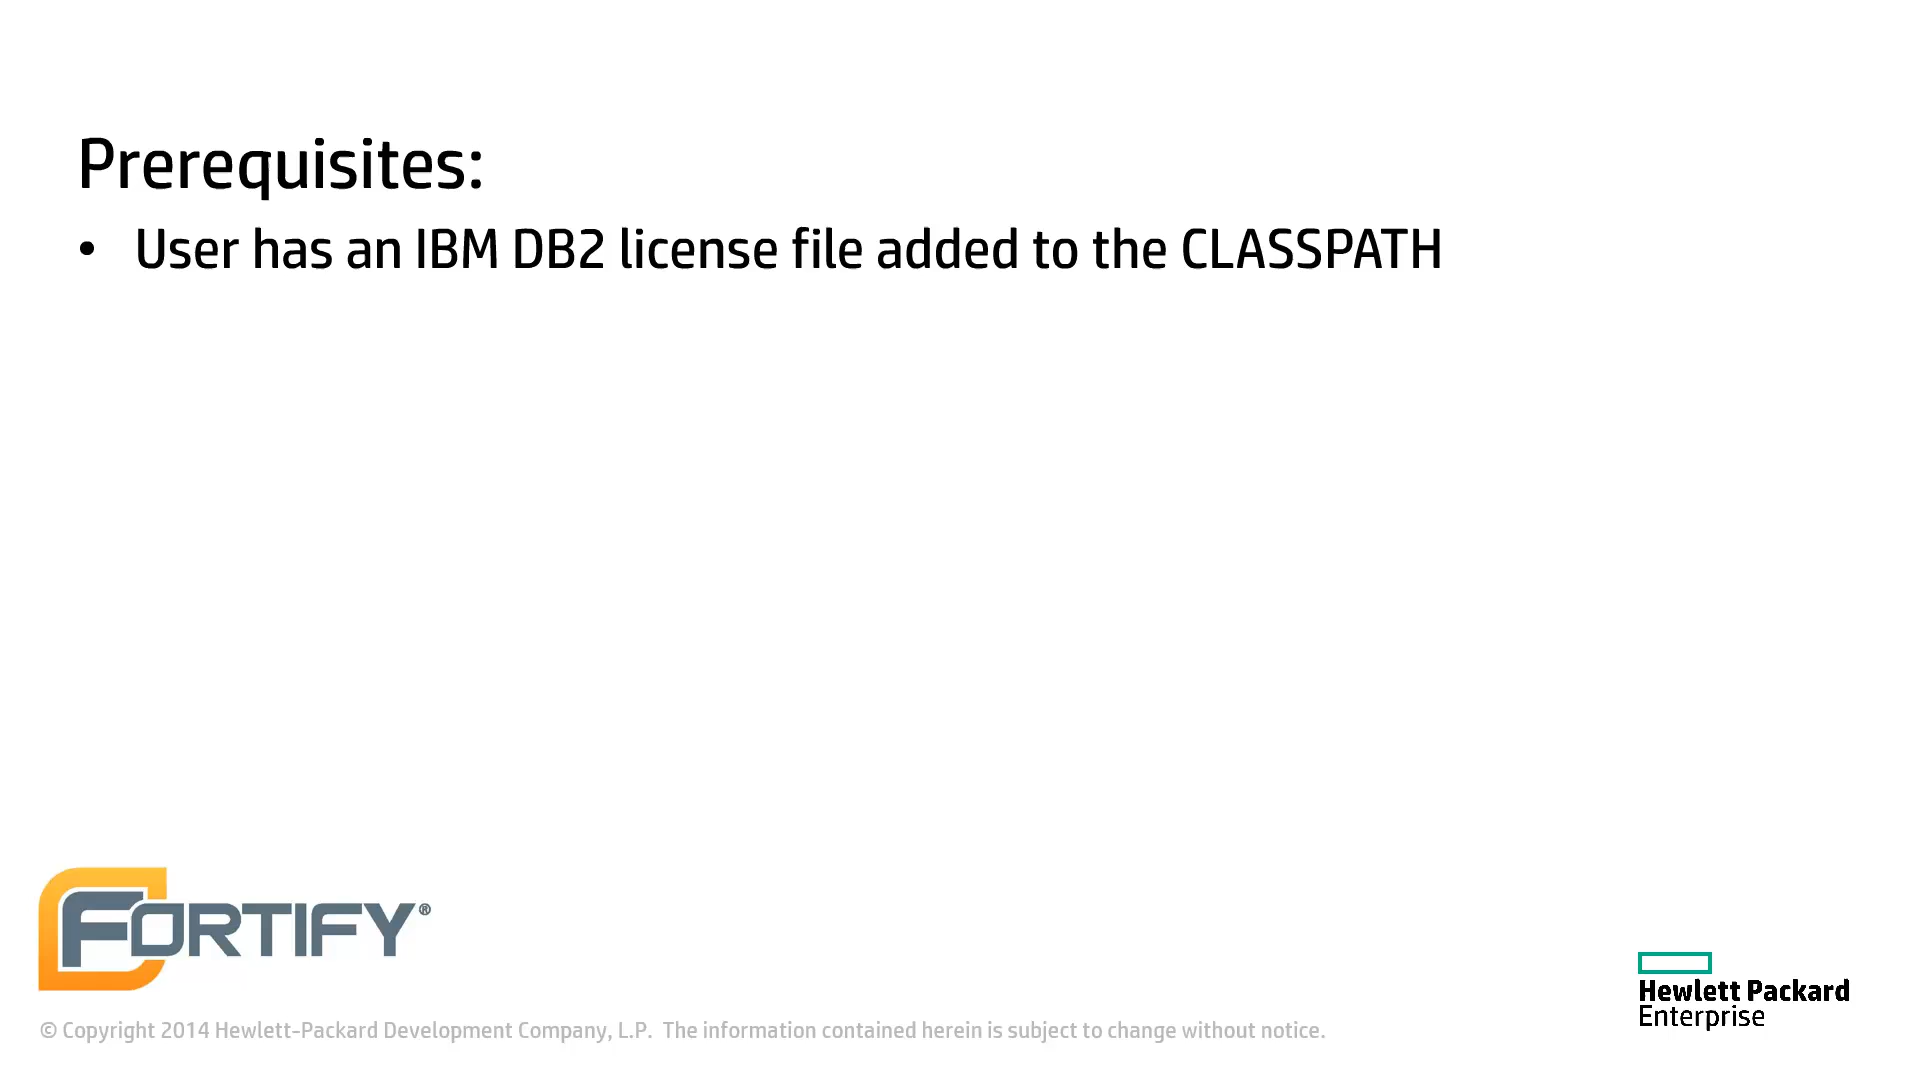 Prerequisites:
• User has an IBM DB2 license file added to the CLASSPATH
FORTIFY®
Hewlett Packard
Enterprise
© Copyright 2014 Hewlett-Packard Development Company, L.P. The information contained herein is subject to change without notice.